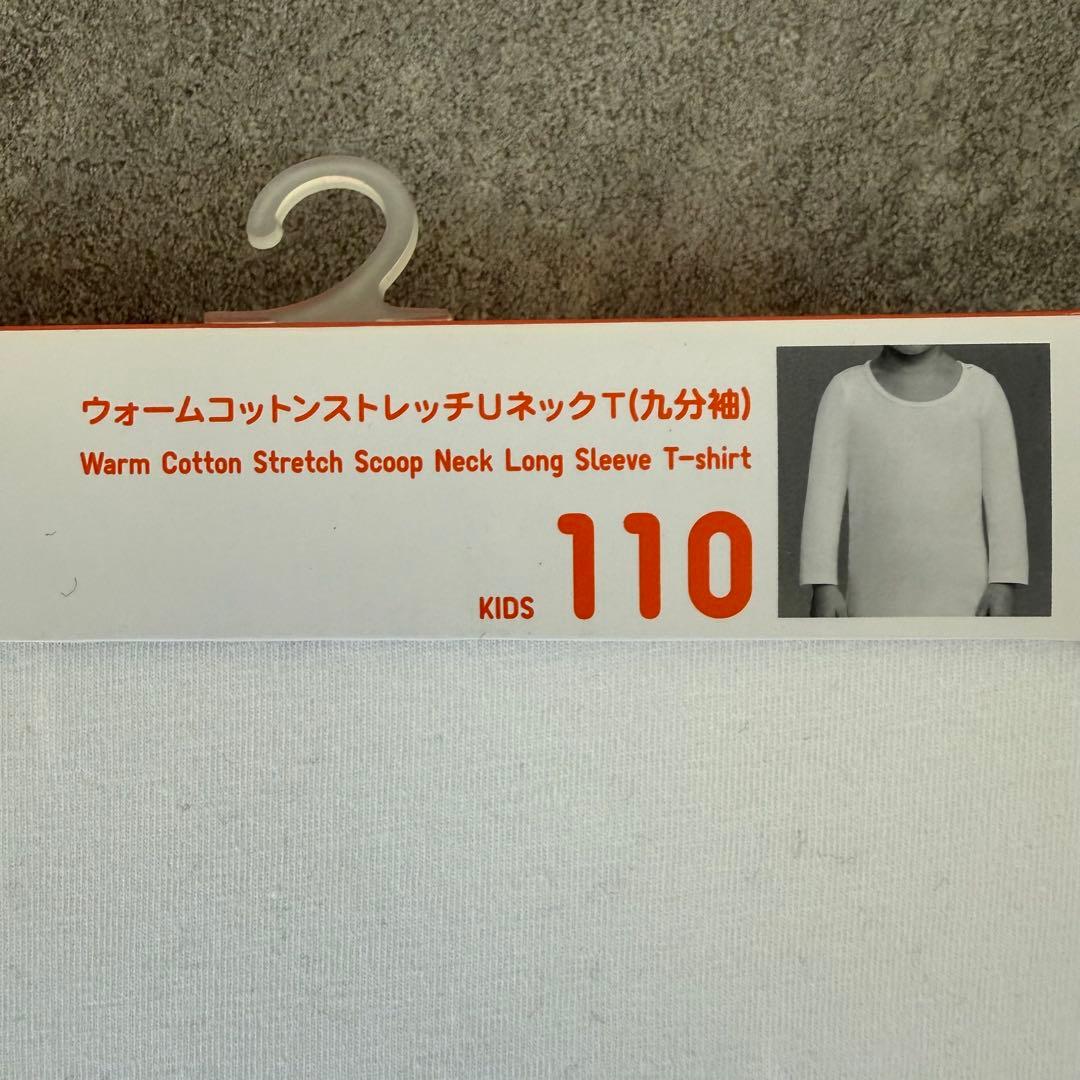 ウォームコットンストレッチUネックT(九分袖)
Warm Cotton Stretch Scoop Neck Long Sleeve T-shirt
KIDS 110